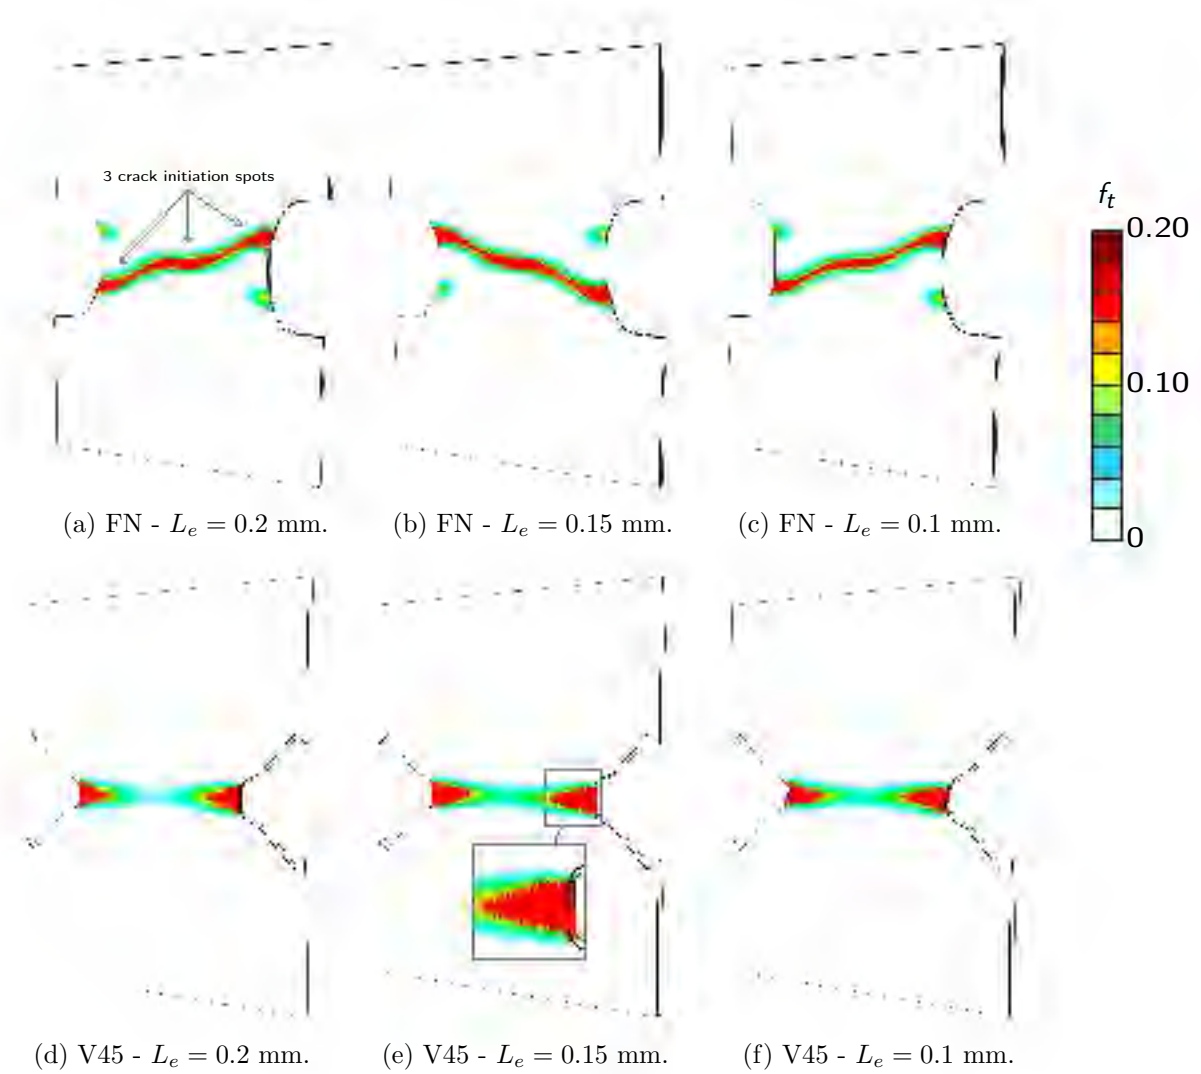 3 crack initiation spots
f_t
0.20
0.10
0
(a) FN - L_e = 0.2 mm.
(b) FN - L_e = 0.15 mm.
(c) FN - L_e = 0.1 mm.
(d) V45 - L_e = 0.2 mm.
(e) V45 - L_e = 0.15 mm.
(f) V45 - L_e = 0.1 mm.